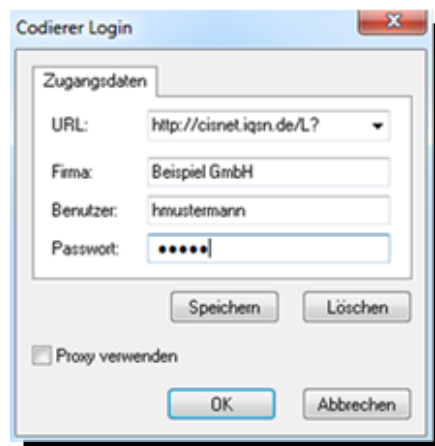 Codierer Login
Zugangsdaten
URL: http://cisnet.iqsn.de/L?
Firma: Beispiel GmbH
Benutzer: hmustermann
Passwort: •••••
Speichern Löschen
Proxy verwenden
OK Abbrechen